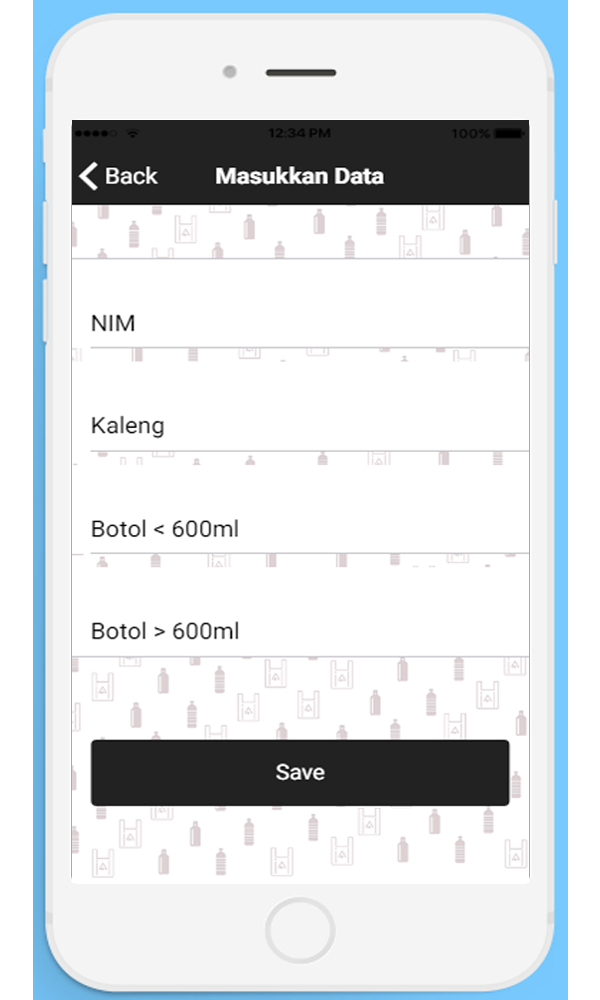 12:34 PM 100%
Back Masukkan Data
NIM
Kaleng
Botol < 600ml
Botol > 600ml
Save